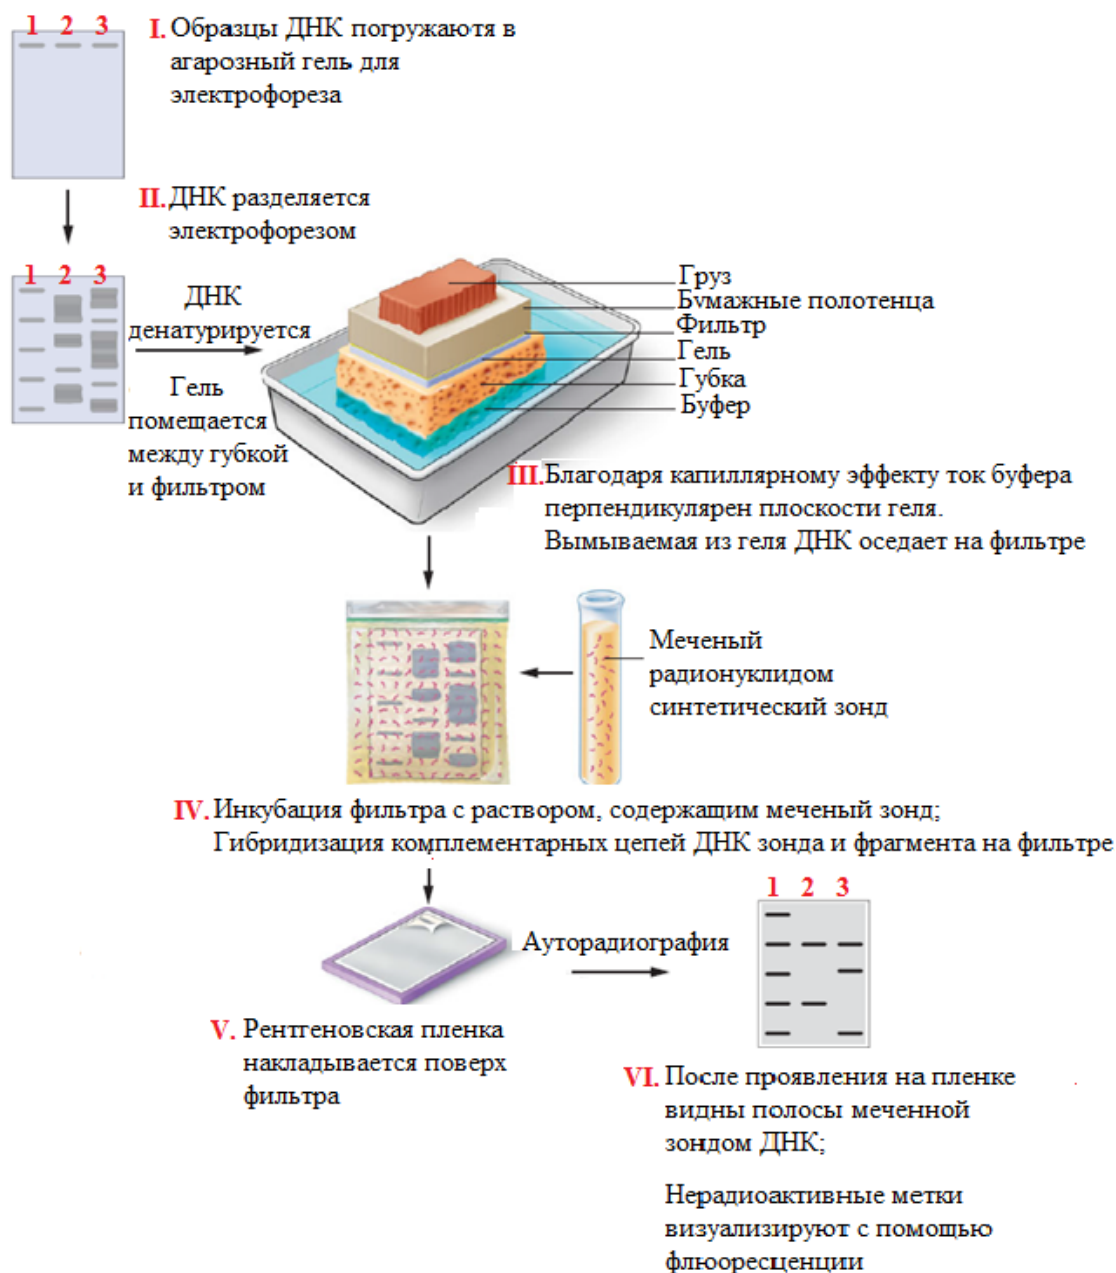 1 2 3
I. Образцы ДНК погружаютя в
агарозный гель для
электрофореза
II. ДНК разделяется
электрофорезом
1 2 3
ДНК
денатурируется
Гель
помещается
между губкой
и фильтром
Груз
Бумажные полотенца
Фильтр
Гель
Губка
Буфер
III. Благодаря капиллярному эффекту ток буфера
перпендикулярен плоскости геля.
Вымываемая из геля ДНК оседает на фильтре
Меченый
радионуклидом
синтетический зонд
IV. Инкубация фильтра с раствором, содержащим меченый зонд;
Гибридизация комплементарных цепей ДНК зонда и фрагмента на фильтре
1 2 3
Ауторадиография
V. Рентгеновская пленка
накладывается поверх
фильтра
VI. После проявления на пленке
видны полосы меченной
зондом ДНК;
Нерадиоактивные метки
визуализируют с помощью
флюоресценции